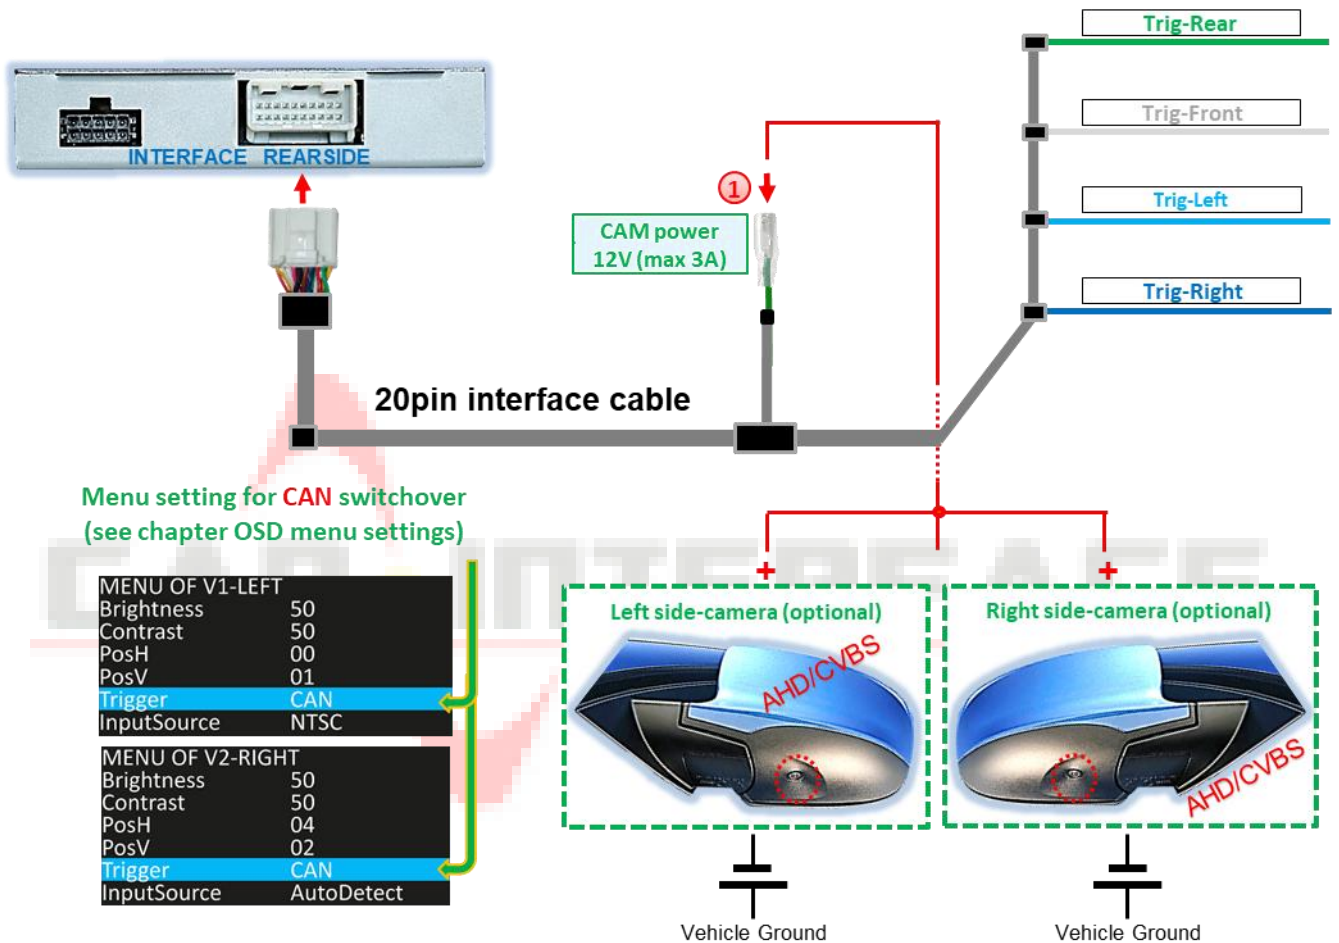 Trig-Rear
Trig-Front
Trig-Left
Trig-Right
INTERFACE REARSIDE
1
CAM power
12V (max 3A)
20pin interface cable
Menu setting for CAN switchover
(see chapter OSD menu settings)
MENU OF V1-LEFT
Brightness 50
Contrast 50
PosH 00
PosV 01
Trigger CAN
InputSource NTSC
MENU OF V2-RIGHT
Brightness 50
Contrast 50
PosH 04
PosV 02
Trigger CAN
InputSource AutoDetect
+
+
Left side-camera (optional)
AHD/CVBS
Right side-camera (optional)
AHD/CVBS
Vehicle Ground
Vehicle Ground
CAR INTERFACE